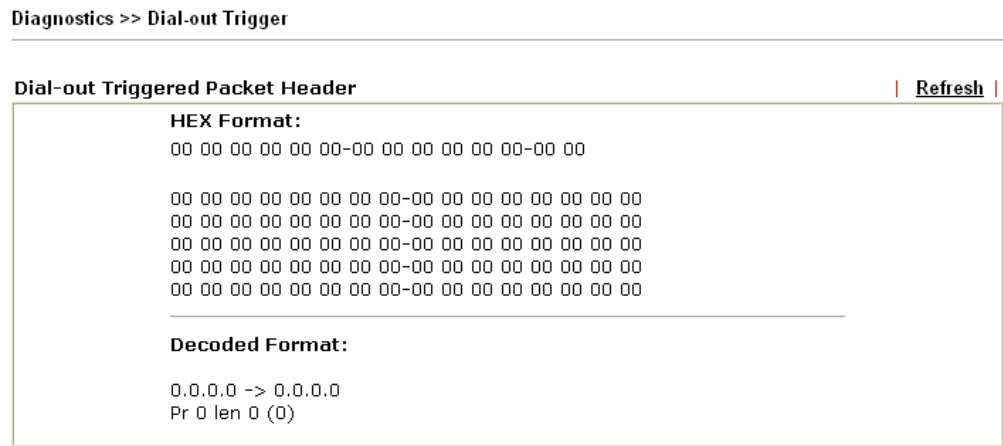 Diagnostics >> Dial-out Trigger
Dial-out Triggered Packet Header | Refresh |
HEX Format:
00 00 00 00 00 00-00 00 00 00 00 00-00 00
00 00 00 00 00 00 00 00-00 00 00 00 00 00 00 00
00 00 00 00 00 00 00 00-00 00 00 00 00 00 00 00
00 00 00 00 00 00 00 00-00 00 00 00 00 00 00 00
00 00 00 00 00 00 00 00-00 00 00 00 00 00 00 00
00 00 00 00 00 00 00 00-00 00 00 00 00 00 00 00
Decoded Format:
0.0.0.0 -> 0.0.0.0
Pr 0 len 0 (0)